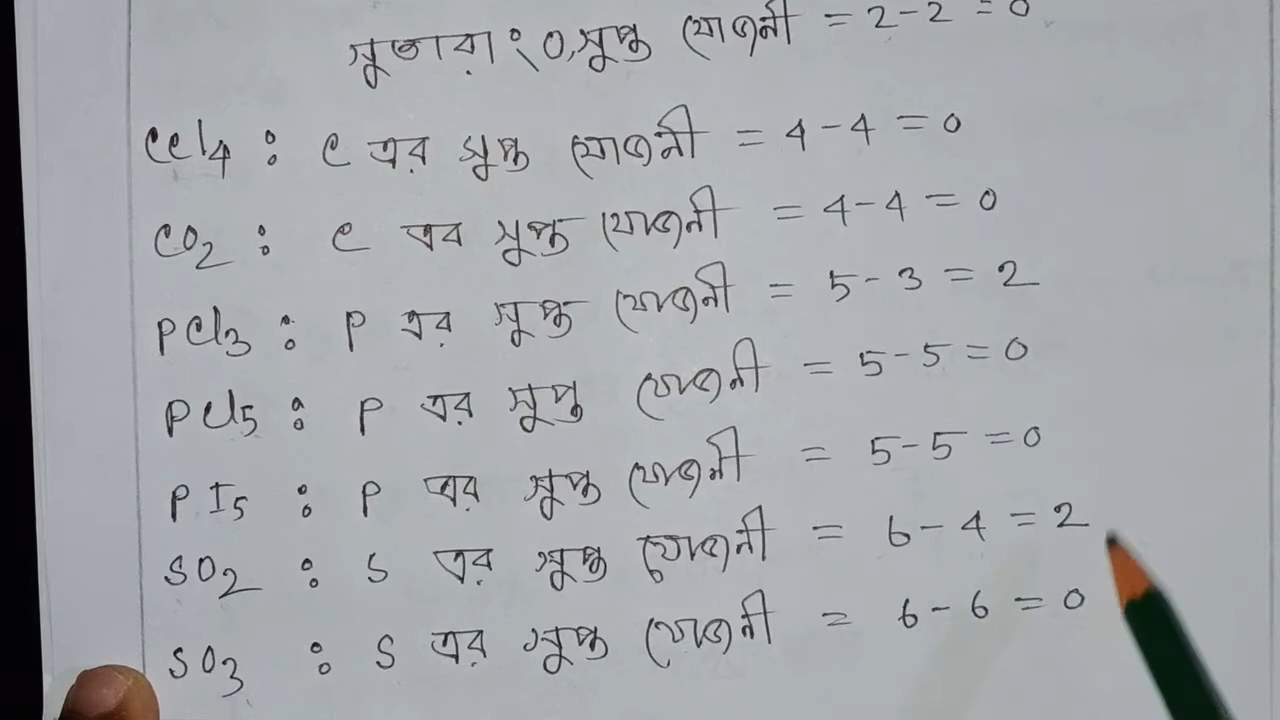 সুতারাং O, সুপ্ত যোজনী = 2-2 = 0
CCl4 : C এর সুপ্ত যোজনী = 4-4 = 0
CO2 : C এর সুপ্ত যোজনী = 4-4 = 0
PCl3 : P এর সুপ্ত যোজনী = 5-3 = 2
PCl5 : P এর সুপ্ত যোজনী = 5-5 = 0
PI5 : P এর সুপ্ত যোজনী = 5-5 = 0
SO2 : S এর সুপ্ত যোজনী = 6-4 = 2
SO3 : S এর সুপ্ত যোজনী = 6-6 = 0